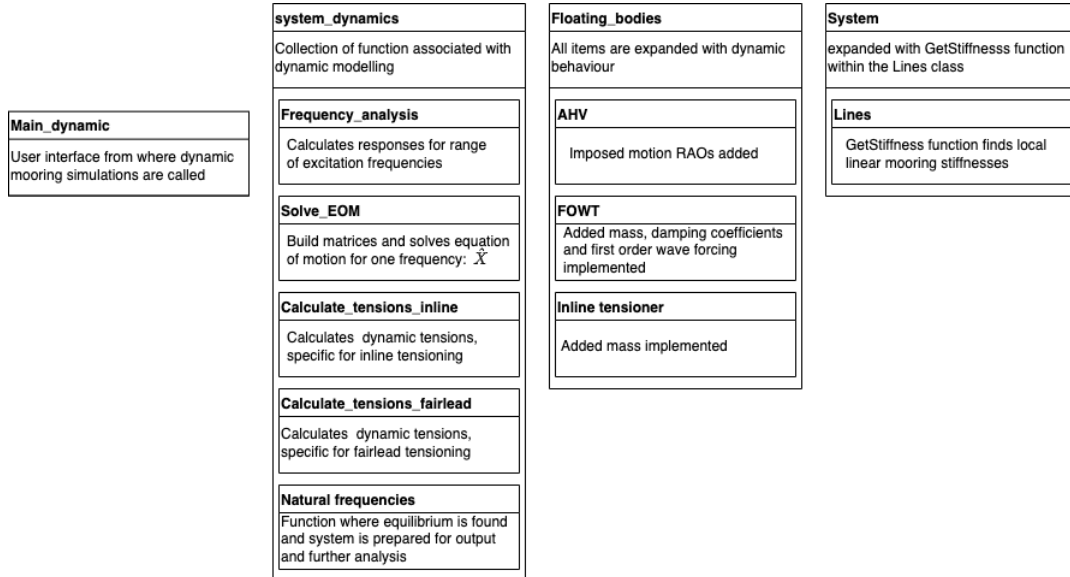 Main_dynamic
User interface from where dynamic
mooring simulations are called
system_dynamics
Collection of function associated with
dynamic modelling
Frequency_analysis
Calculates responses for range
of excitation frequencies
Solve_EOM
Build matrices and solves equation
of motion for one frequency: X̂
Calculate_tensions_inline
Calculates dynamic tensions,
specific for inline tensioning
Calculate_tensions_fairlead
Calculates dynamic tensions,
specific for fairlead tensioning
Natural frequencies
Function where equilibrium is found
and system is prepared for output
and further analysis
Floating_bodies
All items are expanded with dynamic
behaviour
AHV
Imposed motion RAOs added
FOWT
Added mass, damping coefficients
and first order wave forcing
implemented
Inline tensioner
Added mass implemented
System
expanded with GetStiffnesss function
within the Lines class
Lines
GetStiffness function finds local
linear mooring stiffnesses